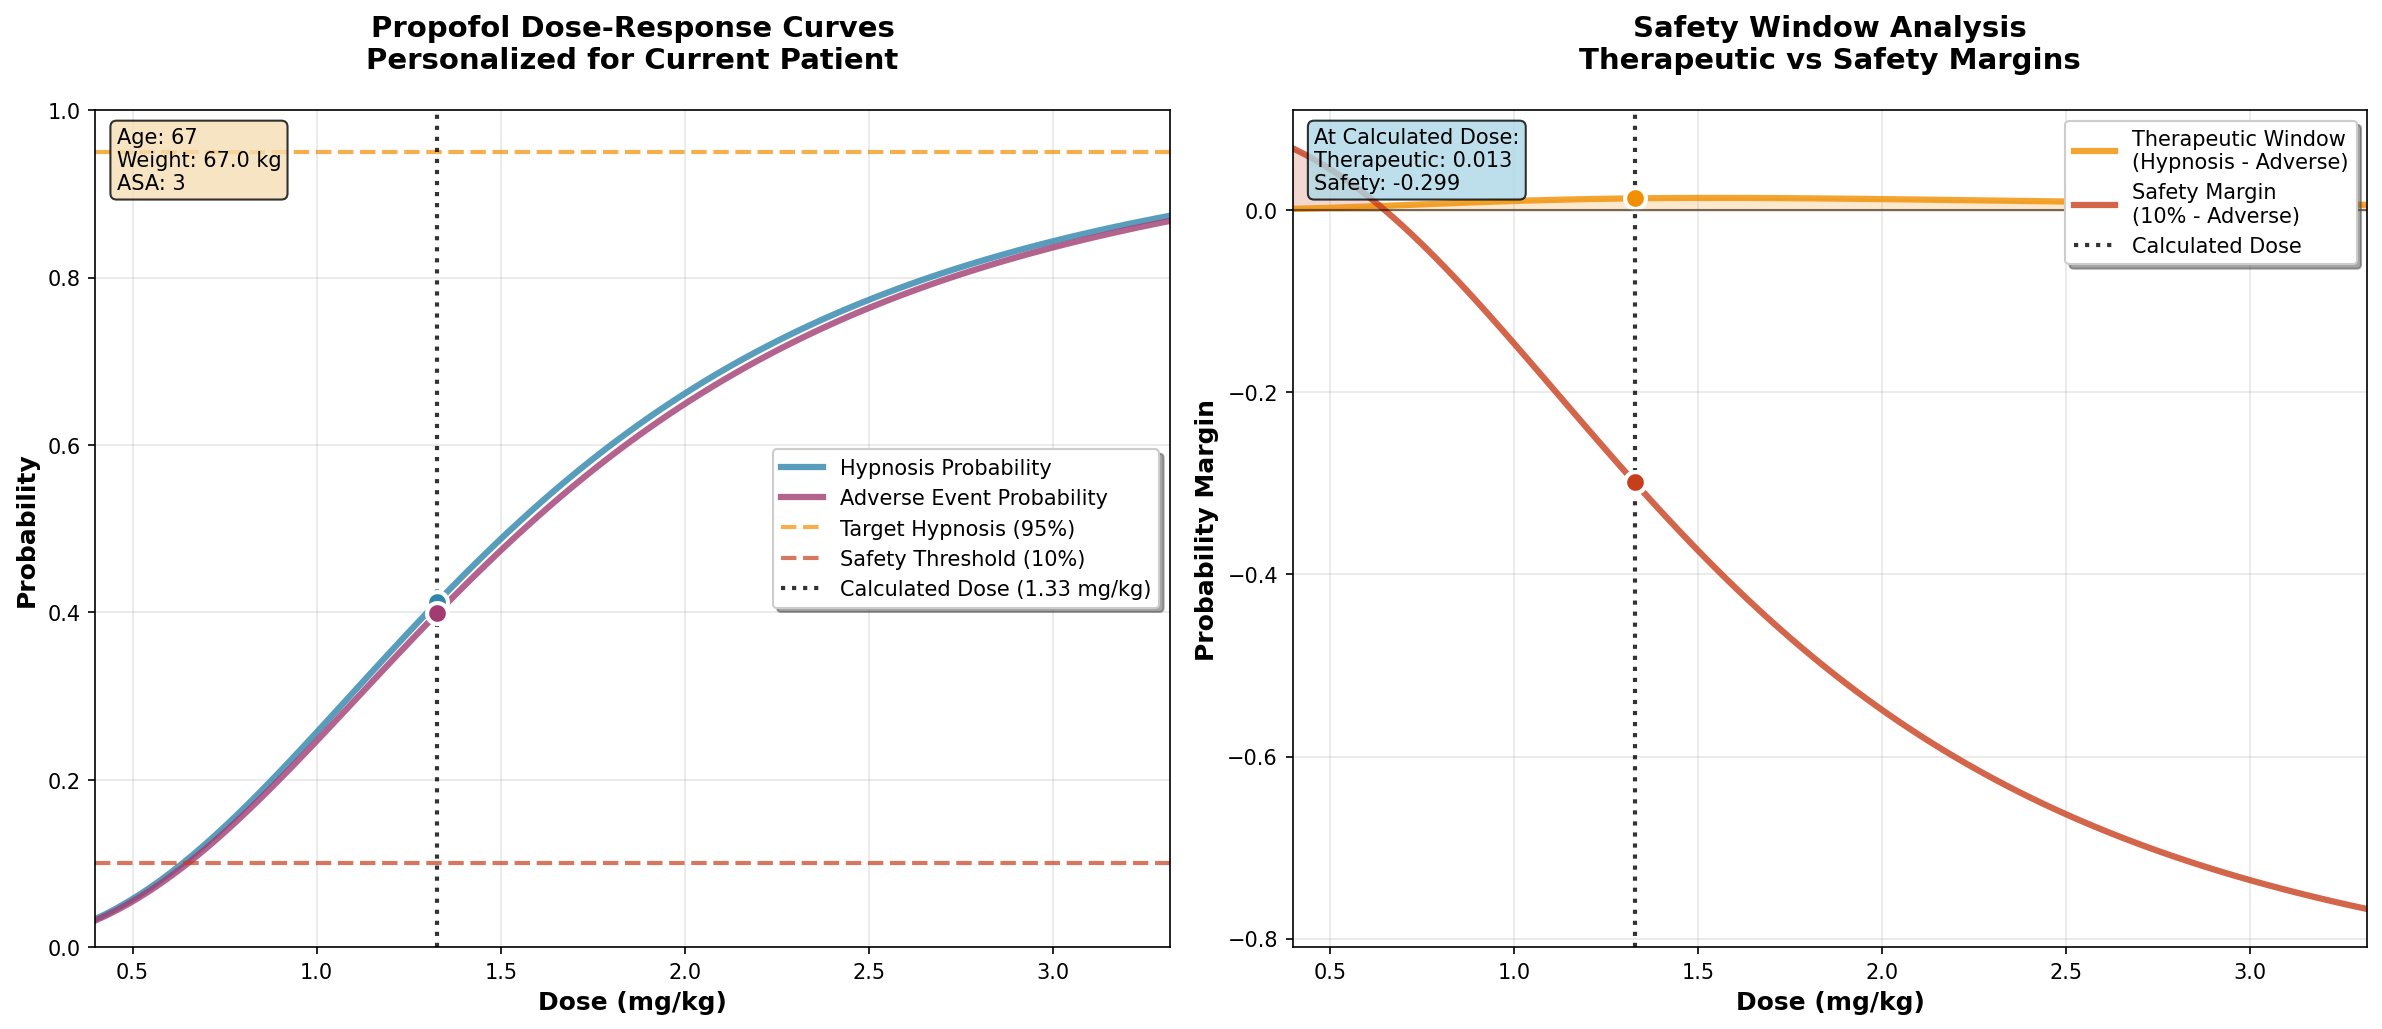 Propofol Dose-Response Curves
Personalized for Current Patient
Age: 67
Weight: 67.0 kg
ASA: 3
Hypnosis Probability
Adverse Event Probability
Target Hypnosis (95%)
Safety Threshold (10%)
Calculated Dose (1.33 mg/kg)
Probability
1.0
0.8
0.6
0.4
0.2
0.0
0.5
1.0
1.5
2.0
2.5
3.0
Dose (mg/kg)
Safety Window Analysis
Therapeutic vs Safety Margins
At Calculated Dose:
Therapeutic: 0.013
Safety: -0.299
Therapeutic Window
(Hypnosis - Adverse)
Safety Margin
(10% - Adverse)
Calculated Dose
Probability Margin
0.0
−0.2
−0.4
−0.6
−0.8
0.5
1.0
1.5
2.0
2.5
3.0
Dose (mg/kg)